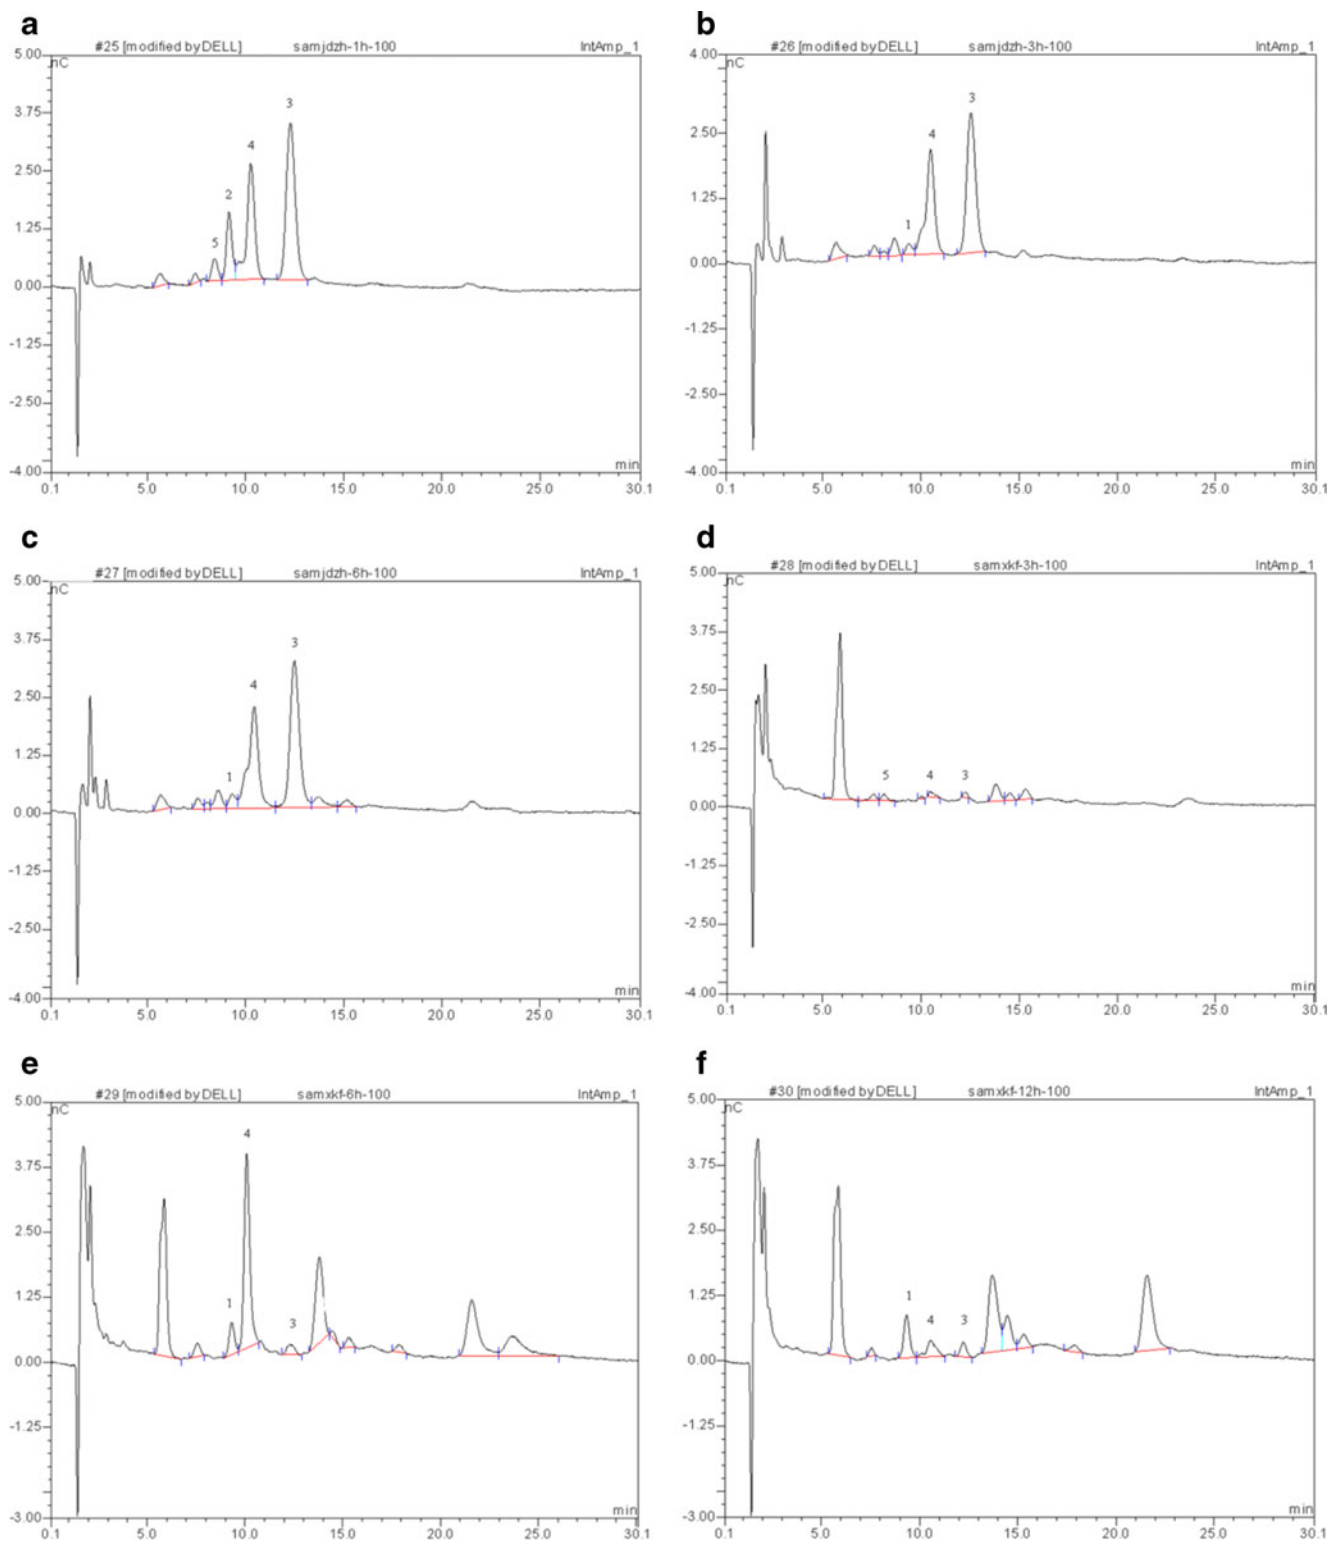 a
#25 [modified by DELL] samjdzh-1h-100 IntAmp_1
5.00
nC
3.75
2.50
1.25
0.00
-1.25
-2.50
-4.00
5
2
4
3
min
0.1 5.0 10.0 15.0 20.0 25.0 30.1
b
#26 [modified by DELL] samjdzh-3h-100 IntAmp_1
4.00
nC
2.50
1.25
0.00
-1.25
-2.50
-4.00
1
4
3
min
0.1 5.0 10.0 15.0 20.0 25.0 30.1
c
#27 [modified by DELL] samjdzh-6h-100 IntAmp_1
5.00
nC
3.75
2.50
1.25
0.00
-1.25
-2.50
-4.00
1
4
3
min
0.1 5.0 10.0 15.0 20.0 25.0 30.1
d
#28 [modified by DELL] samxkf-3h-100 IntAmp_1
5.00
nC
3.75
2.50
1.25
0.00
-1.25
-2.50
-4.00
5
4
3
min
0.1 5.0 10.0 15.0 20.0 25.0 30.1
e
#29 [modified by DELL] samxkf-6h-100 IntAmp_1
5.00
nC
3.75
2.50
1.25
0.00
-1.25
-3.00
1
4
3
min
0.1 5.0 10.0 15.0 20.0 25.0 30.1
f
#30 [modified by DELL] samxkf-12h-100 IntAmp_1
5.00
nC
3.75
2.50
1.25
0.00
-1.25
-3.00
1
4
3
min
0.1 5.0 10.0 15.0 20.0 25.0 30.1